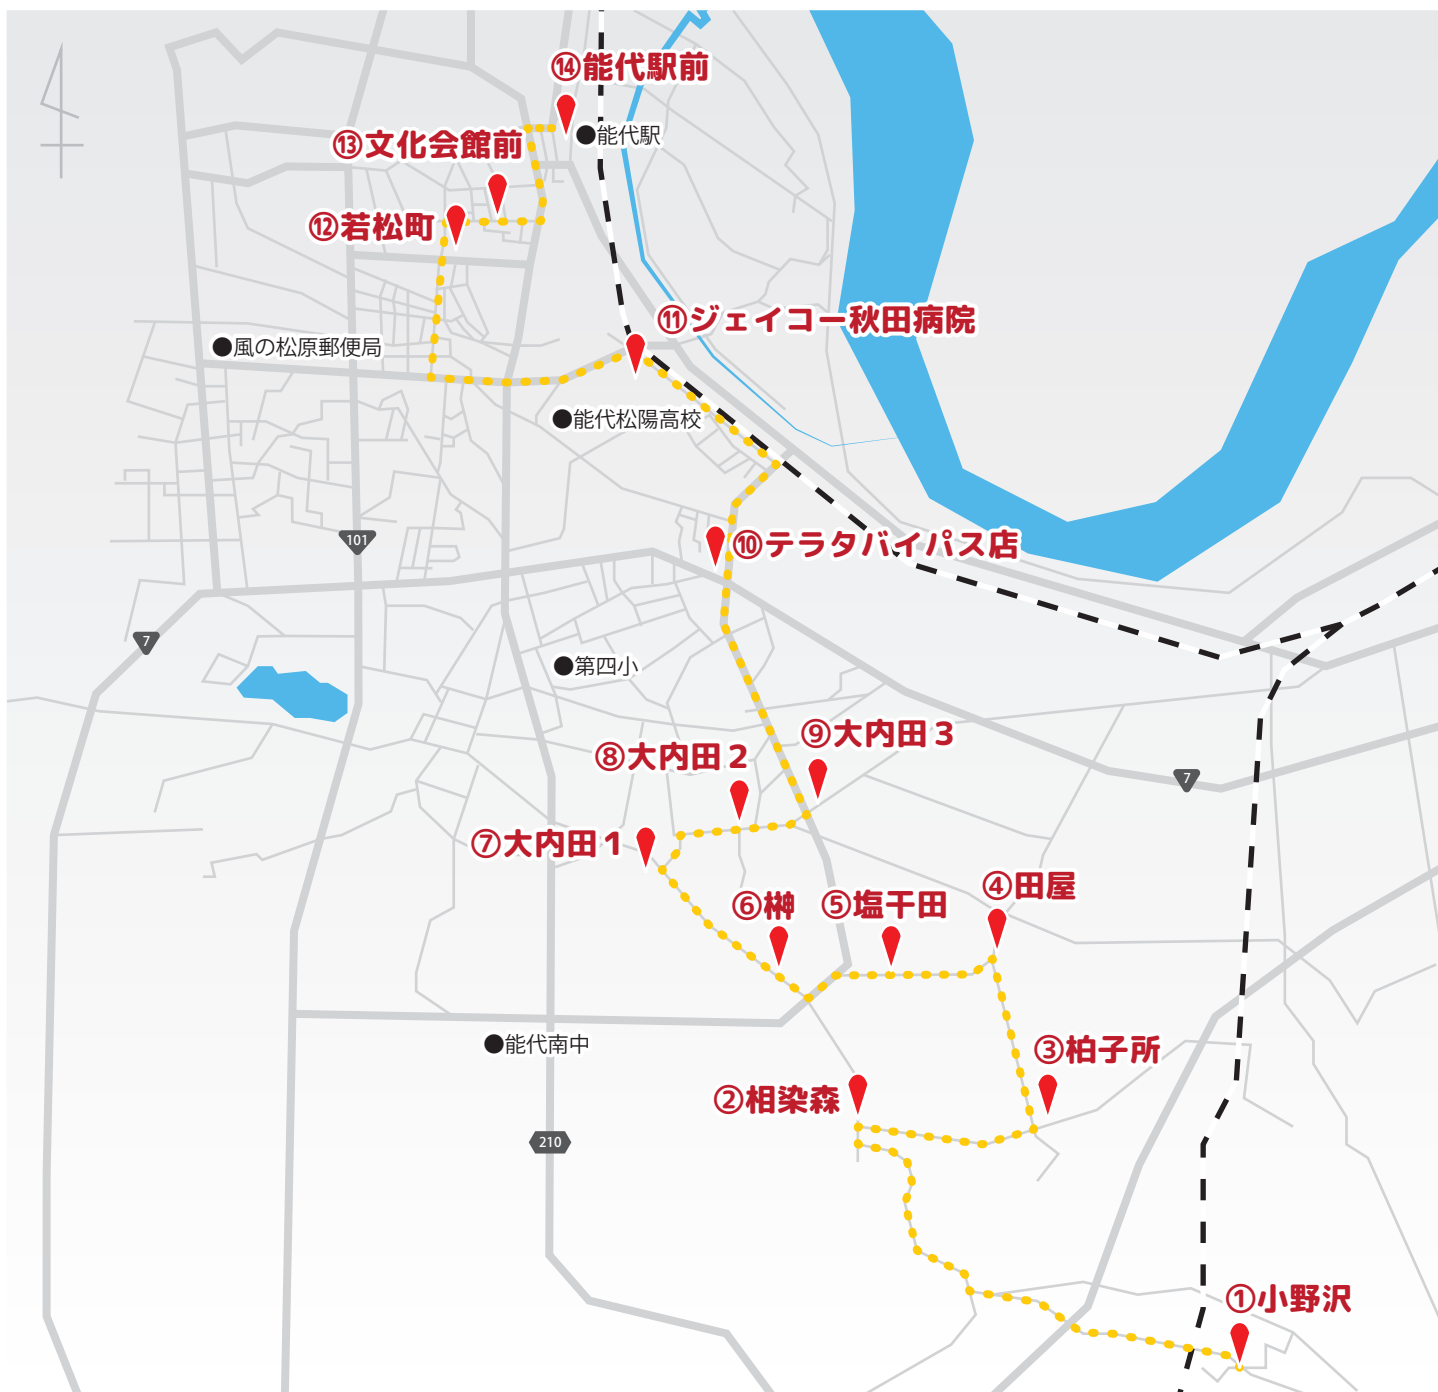 ⑭能代駅前
●能代駅
⑬文化会館前
⑫若松町
⑪ジェイコー秋田病院
●風の松原郵便局
●能代松陽高校
101
⑩テラタバイパス店
7
●第四小
⑨大内田3
⑧大内田2
7
⑦大内田1
④田屋
⑥榊
⑤塩干田
●能代南中
③柏子所
②相染森
210
①小野沢